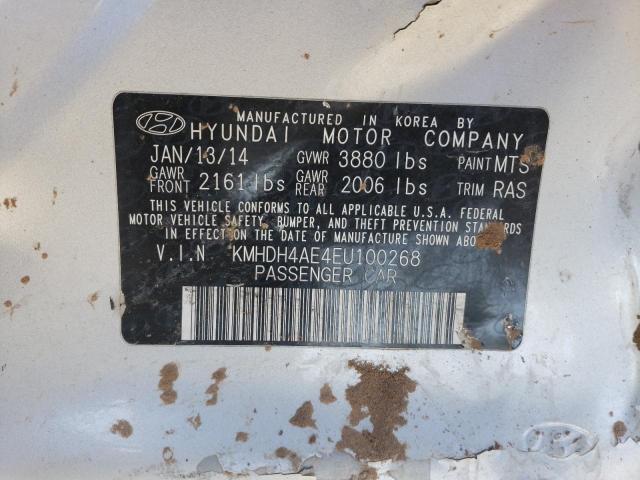 MANUFACTURED IN KOREA BY
HYUNDAI MOTOR COMPANY
JAN/13/14 GVWR 3880 lbs PAINT MTS
GAWR FRONT 2161 lbs GAWR REAR 2006 lbs TRIM RAS
THIS VEHICLE CONFORMS TO ALL APPLICABLE U.S.A. FEDERAL
MOTOR VEHICLE SAFETY, BUMPER, AND THEFT PREVENTION
STANDARDS IN EFFECT ON THE DATE OF MANUFACTURE SHOWN ABOVE.
V.I.N. KMHDH4AE4EU100268
PASSENGER CAR